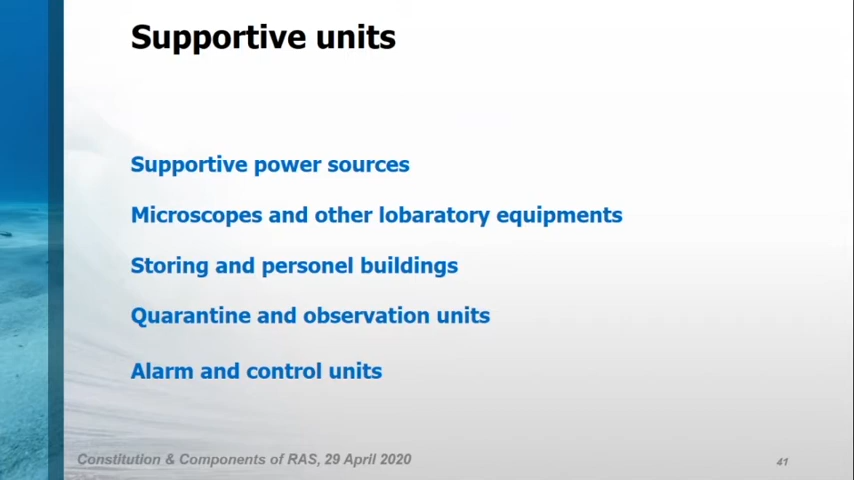 Supportive units
Supportive power sources
Microscopes and other lobaratory equipments
Storing and personel buildings
Quarantine and observation units
Alarm and control units
Constitution & Components of RAS, 29 April 2020
41